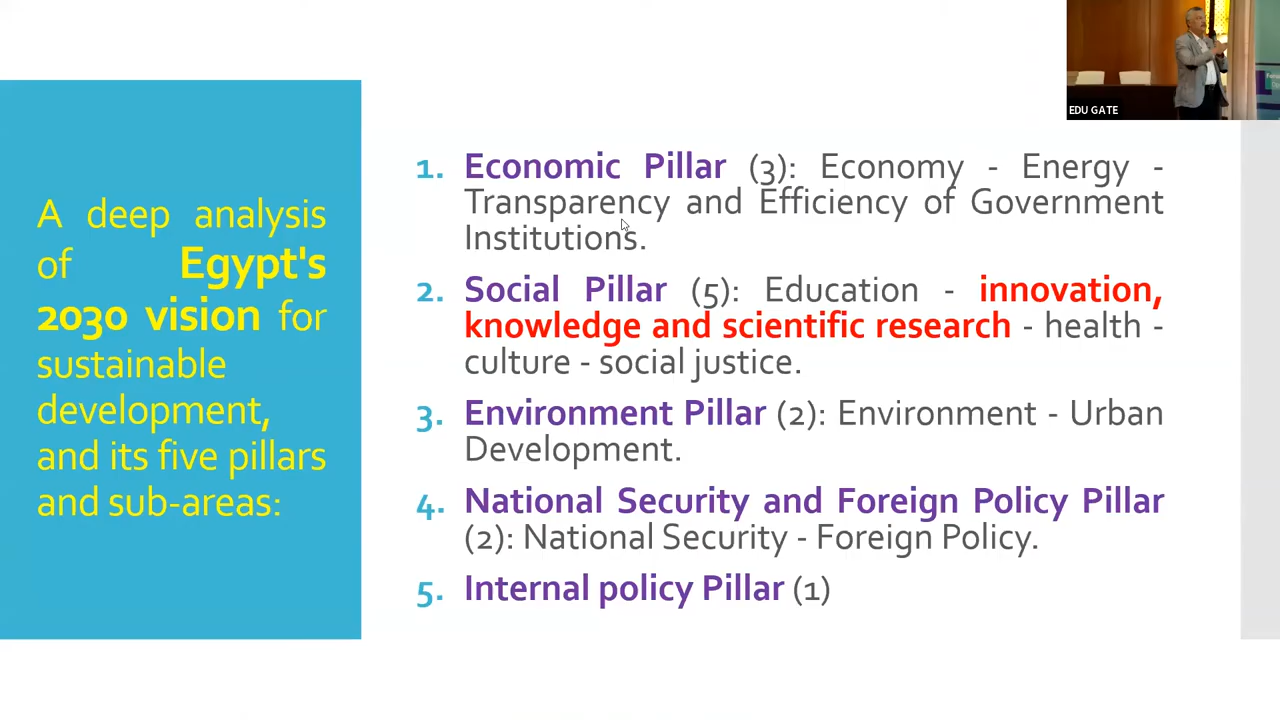 A deep analysis
of Egypt's
2030 vision for
sustainable
development,
and its five pillars
and sub-areas:
1. Economic Pillar (3): Economy - Energy -
Transparency and Efficiency of Government
Institutions.
2. Social Pillar (5): Education - innovation,
knowledge and scientific research - health -
culture - social justice.
3. Environment Pillar (2): Environment - Urban
Development.
4. National Security and Foreign Policy Pillar
(2): National Security - Foreign Policy.
5. Internal policy Pillar (1)
EDU GATE